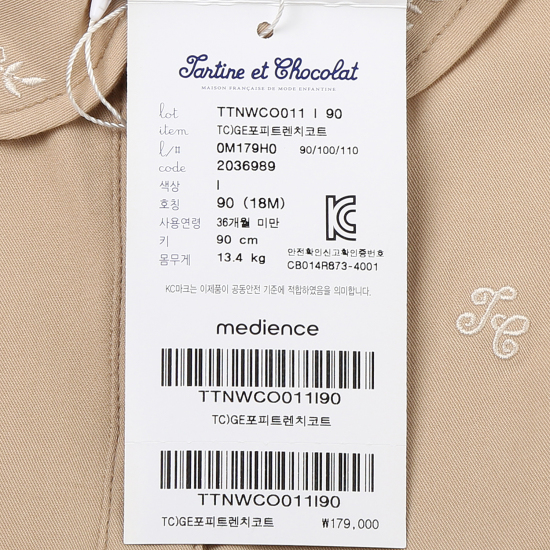 Tartine et Chocolat
MAISON FRANÇAISE DE MODE ENFANTINE
lot TTNWCO011 I 90
item TC)GE포피트렌치코트
l/# 0M179H0 90/100/110
code 2036989
색상 I
호칭 90 (18M)
사용연령 36개월 미만
키 90 cm
몸무게 13.4 kg
KC
안전확인신고확인증번호
CB014R873-4001
KC마크는 이제품이 공동안전 기준에 적합하였음을 의미합니다.
medience
TTNWCO011I90
TC)GE포피트렌치코트
TTNWCO011I90
TC)GE포피트렌치코트 ₩179,000
TC